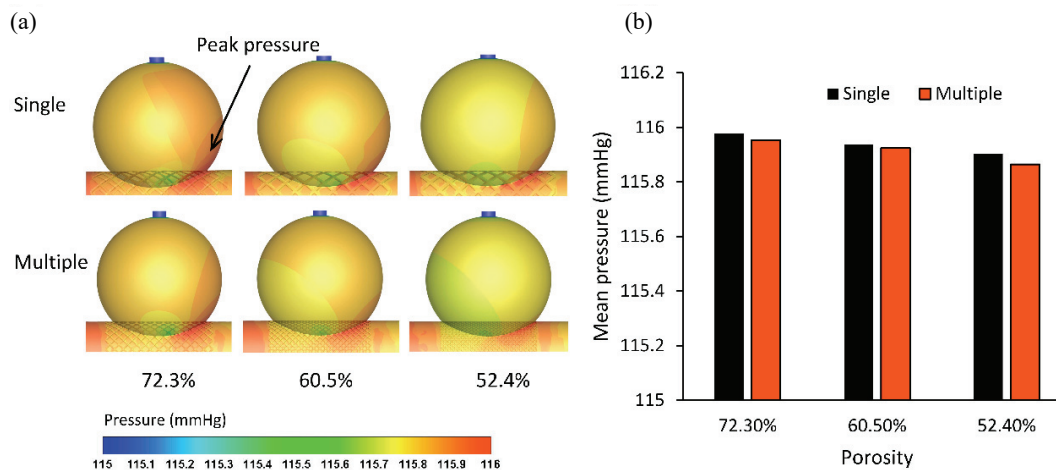 (a)
Peak pressure
Single
Multiple
72.3%
60.5%
52.4%
Pressure (mmHg)
115 115.1 115.2 115.3 115.4 115.5 115.6 115.7 115.8 115.9 116
(b)
Mean pressure (mmHg)
116.2
116
115.8
115.6
115.4
115.2
115
Single Multiple
72.30% 60.50% 52.40%
Porosity